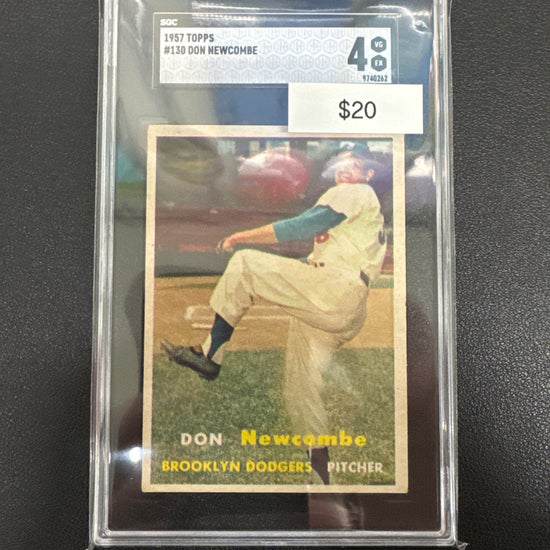 SGC
1957 TOPPS
#130 DON NEWCOMBE
4
VG
EX
9740262
$20
DON Newcombe
BROOKLYN DODGERS PITCHER